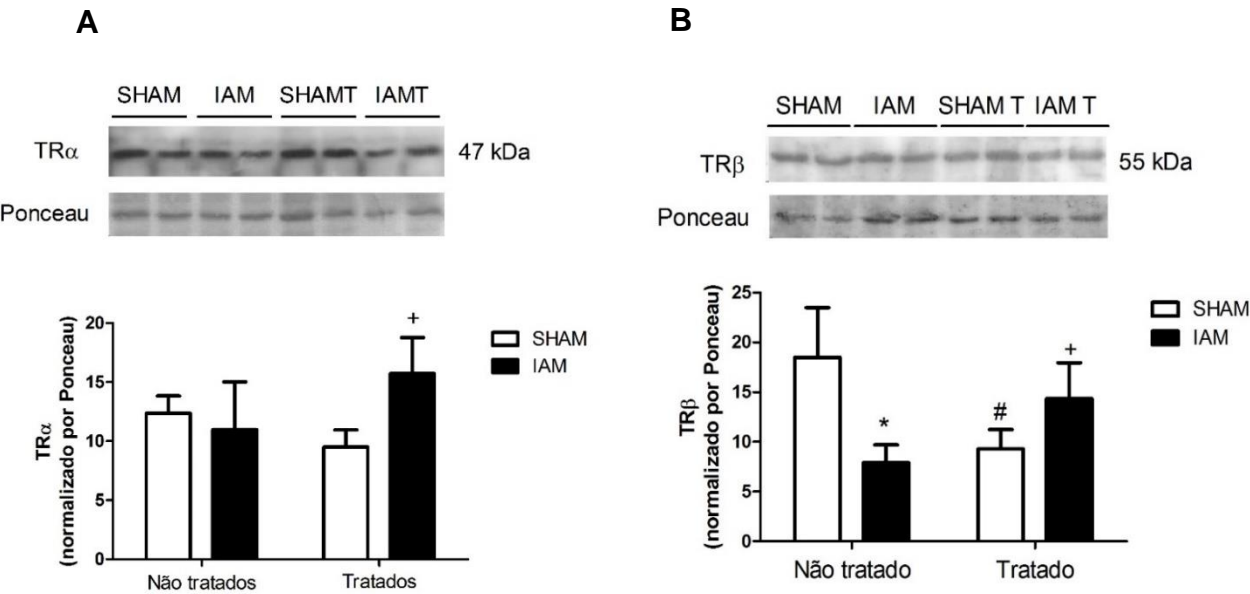 A
SHAM IAM SHAMT IAMT
TRα
47 kDa
Ponceau
TRα
(normalizado por Ponceau)
20
15
10
5
0
+
SHAM
IAM
Não tratados Tratados
B
SHAM IAM SHAM T IAM T
TRβ
55 kDa
Ponceau
TRβ
(normalizado por Ponceau)
25
20
15
10
5
0
*
#
+
SHAM
IAM
Não tratado Tratado